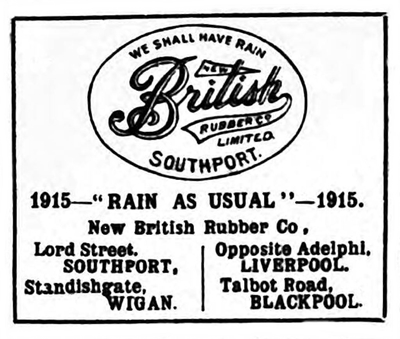 WE SHALL HAVE RAIN
NEW
British
RUBBER CO
LIMITED.
SOUTHPORT.
1915—“RAIN AS USUAL”—1915.
New British Rubber Co,
Lord Street.
SOUTHPORT,
Standishgate,
WIGAN.
Opposite Adelphi,
LIVERPOOL.
Talbot Road,
BLACKPOOL.